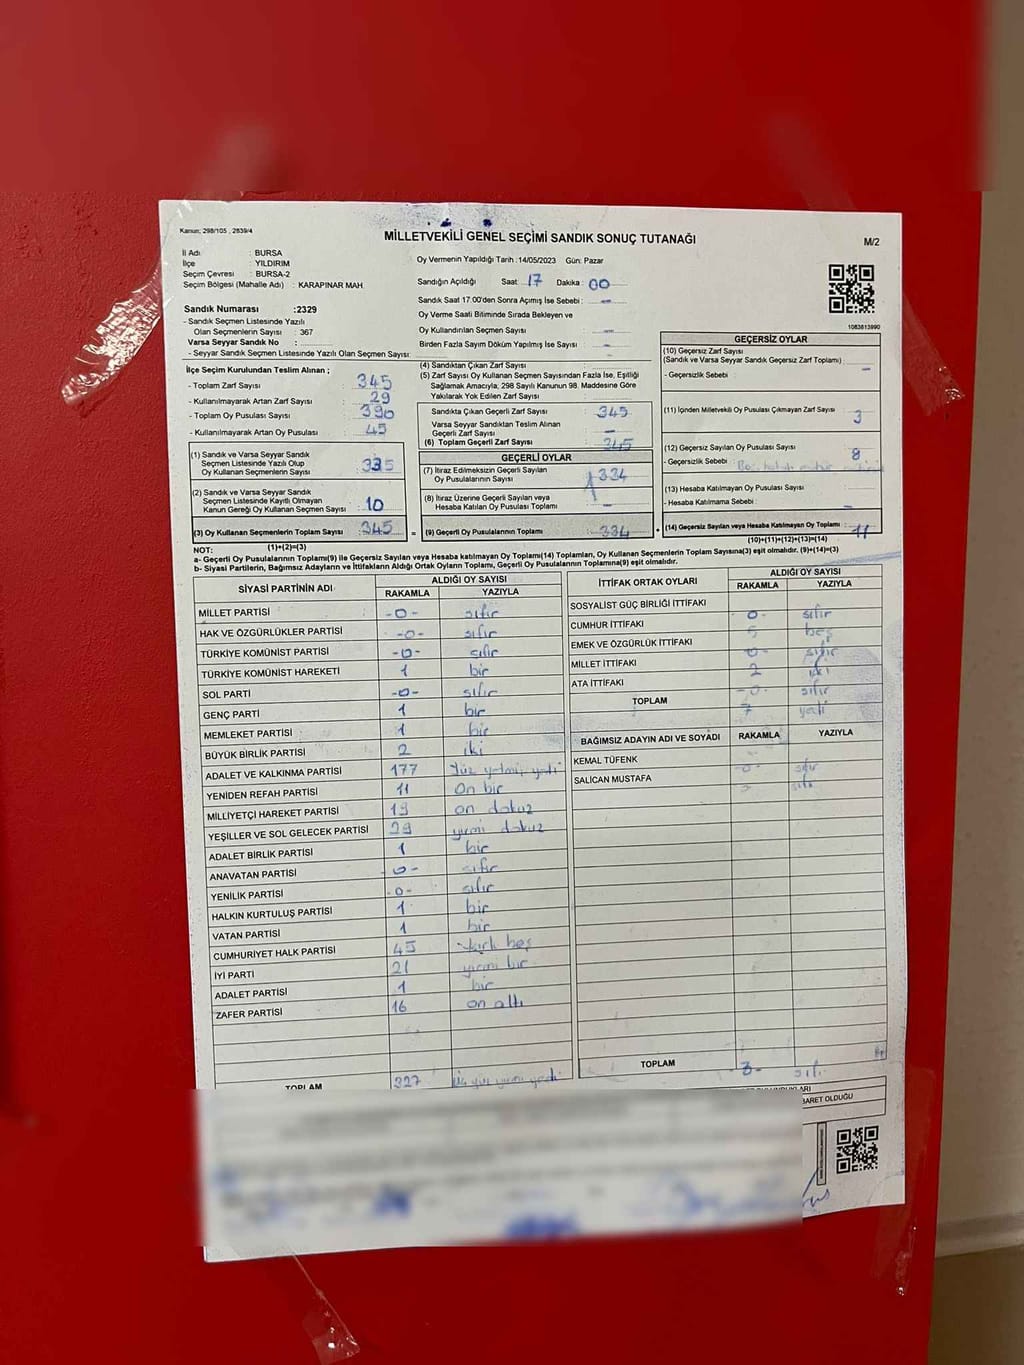 Kanun; 298/105 , 2839/4
MİLLETVEKİLİ GENEL SEÇİMİ SANDIK SONUÇ TUTANAĞI
M/2
İl Adı : BURSA
İlçe : YILDIRIM
Seçim Çevresi : BURSA-2
Seçim Bölgesi (Mahalle Adı) : KARAPINAR MAH.
Sandık Numarası :2329
- Sandık Seçmen Listesinde Yazılı
Olan Seçmenlerin Sayısı : 367
Varsa Seyyar Sandık No :
- Seyyar Sandık Seçmen Listesinde Yazılı Olan Seçmen Sayısı:
Oy Vermenin Yapıldığı Tarih :14/05/2023 Gün: Pazar
Sandığın Açıldığı Saat: 17 Dakika: 00
Sandık Saat 17:00'den Sonra Açımış İse Sebebi : -
Oy Verme Saati Bitiminde Sırada Bekleyen ve
Oy Kullandırılan Seçmen Sayısı : -
Birden Fazla Sayım Döküm Yapılmış İse Sayısı : -
1083613990
İlçe Seçim Kurulundan Teslim Alınan ;
- Toplam Zarf Sayısı : 345
- Kullanılmayarak Artan Zarf Sayısı : 29
- Toplam Oy Pusulası Sayısı : 390
- Kullanılmayarak Artan Oy Pusulası : 45
(1) Sandık ve Varsa Seyyar Sandık
Seçmen Listesinde Yazılı Olup
Oy Kullanan Seçmenlerin Sayısı : 335
(2) Sandık ve Varsa Seyyar Sandık
Seçmen Listesinde Kayıtlı Olmayan
Kanun Gereği Oy Kullanan Seçmen Sayısı : 10
(3) Oy Kullanan Seçmenlerin Toplam Sayısı : 345
(4) Sandıktan Çıkan Zarf Sayısı :
(5) Zarf Sayısı Oy Kullanan Seçmen Sayısından Fazla İse, Eşitliği
Sağlamak Amacıyla; 298 Sayılı Kanunun 98. Maddesine Göre
Yakılarak Yok Edilen Zarf Sayısı :
Sandıkta Çıkan Geçerli Zarf Sayısı : 345
Varsa Seyyar Sandıktan Teslim Alınan
Geçerli Zarf Sayısı : -
(6) Toplam Geçerli Zarf Sayısı : 345
GEÇERLİ OYLAR
(7) İtiraz Edilmeksizin Geçerli Sayılan
Oy Pusulasının Sayısı : 334
(8) İtiraz Üzerine Geçerli Sayılan veya
Hesaba Katılan Oy Pusulası Toplamı :
= (9) Geçerli Oy Pusulalarının Toplamı : 334
GEÇERSİZ OYLAR
(10) Geçersiz Zarf Sayısı
(Sandık ve Varsa Seyyar Sandık Geçersiz Zarf Toplamı) : -
- Geçersizlik Sebebi :
(11) İçinden Milletvekili Oy Pusulası Çıkmayan Zarf Sayısı : 3
(12) Geçersiz Sayılan Oy Pusulası Sayısı : 8
- Geçersizlik Sebebi :
(13) Hesaba Katılmayan Oy Pusulası Sayısı :
- Hesaba Katılmama Sebebi : -
+ (14) Geçersiz Sayılan veya Hesaba Katılmayan Oy Toplamı : 11
NOT: (1)+(2)=(3)
(10)+(11)+(12)+(13)=(14)
a- Geçerli Oy Pusulalarının Toplamı(9) ile Geçersiz Sayılan veya Hesaba katılmayan Oy Toplamı(14) Toplamları, Oy Kullanan Seçmenlerin Toplam Sayısına(3) eşit olmalıdır. (9)+(14)=(3)
b- Siyasi Partilerin, Bağımsız Adayların ve İttifakların Aldığı Ortak Oyların Toplamı, Geçerli Oy Pusulalarının Toplamına(9) eşit olmalıdır.
SİYASİ PARTİNİN ADI ALDIĞI OY SAYISI
RAKAMLA YAZIYLA
MİLLET PARTİSİ -0- sıfır
HAK VE ÖZGÜRLÜKLER PARTİSİ -0- sıfır
TÜRKİYE KOMÜNİST PARTİSİ -0- sıfır
TÜRKİYE KOMÜNİST HAREKETİ 1 bir
SOL PARTİ -0- sıfır
GENÇ PARTİ 1 bir
MEMLEKET PARTİSİ 1 bir
BÜYÜK BİRLİK PARTİSİ 2 iki
ADALET VE KALKINMA PARTİSİ 177 Yüz yetmiş yedi
YENİDEN REFAH PARTİSİ 11 On bir
MİLLİYETÇİ HAREKET PARTİSİ 19 on dokuz
YEŞİLLER VE SOL GELECEK PARTİSİ 29 yirmi dokuz
ADALET BİRLİK PARTİSİ 1 bir
ANAVATAN PARTİSİ -0- sıfır
YENİLİK PARTİSİ -0- sıfır
HALKIN KURTULUŞ PARTİSİ 1 bir
VATAN PARTİSİ 1 bir
CUMHURİYET HALK PARTİSİ 45 kırk beş
İYİ PARTİ 21 yirmi bir
ADALET PARTİSİ 1 bir
ZAFER PARTİSİ 16 on altı
TOPLAM 327 üç yüz yirmi yedi
İTTİFAK ORTAK OYLARI ALDIĞI OY SAYISI
RAKAMLA YAZIYLA
SOSYALİST GÜÇ BİRLİĞİ İTTİFAKI 0- sıfır
CUMHUR İTTİFAKI 5 beş
EMEK VE ÖZGÜRLÜK İTTİFAKI -0- sıfır
MİLLET İTTİFAKI 2 iki
ATA İTTİFAKI -0- sıfır
TOPLAM 7 yedi
BAĞIMSIZ ADAYIN ADI VE SOYADI RAKAMLA YAZIYLA
KEMAL TÜFENK -0- sıfır
SALİCAN MUSTAFA sıfır
TOPLAM sıfır
BARET OLDUĞU